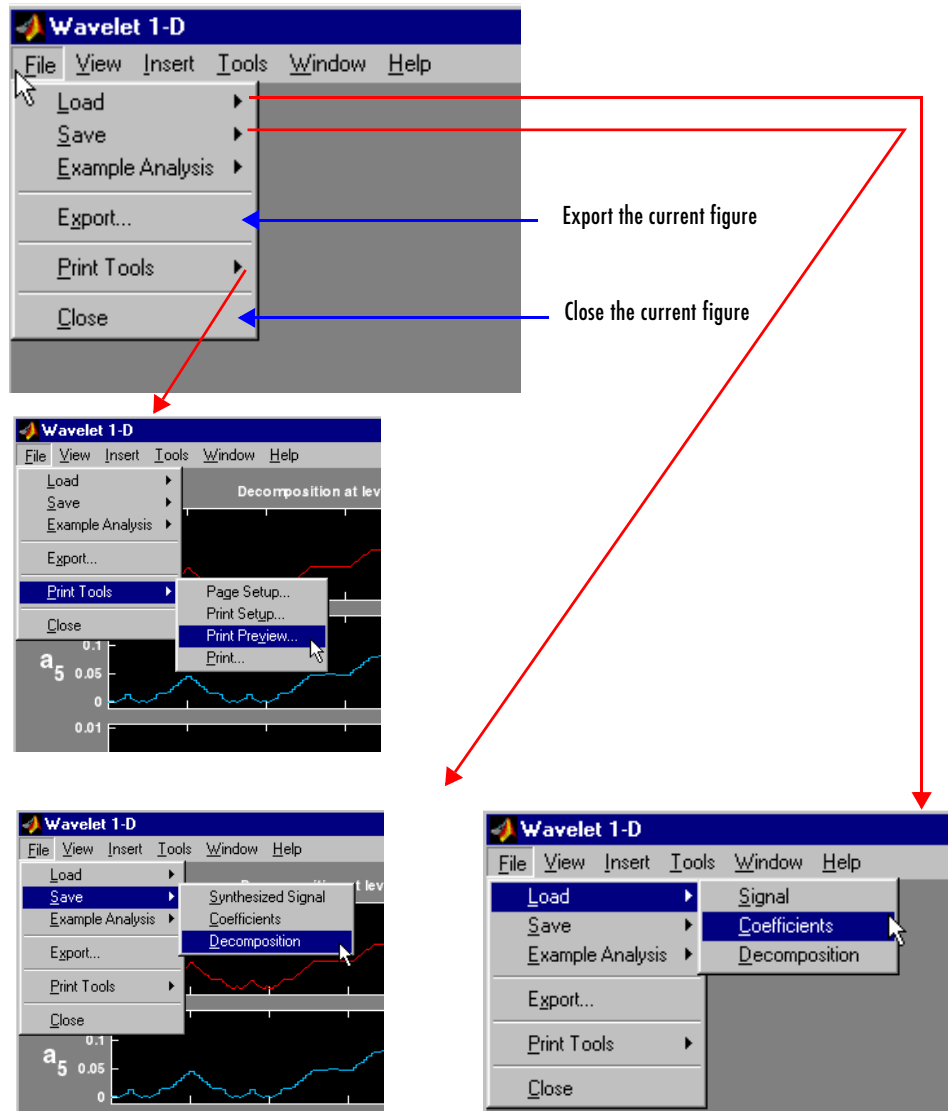 Wavelet 1-D
File View Insert Tools Window Help
Load
Save
Example Analysis
Export...
Export the current figure
Print Tools
Close
Close the current figure
Wavelet 1-D
File View Insert Tools Window Help
Load
Save
Example Analysis
Export...
Print Tools
Close
Decomposition at lev
Page Setup...
Print Setup...
Print Preview...
Print...
a5
0.1
0.05
0
0.01
Wavelet 1-D
File View Insert Tools Window Help
Load
Save
Example Analysis
Export...
Print Tools
Close
t lev
Synthesized Signal
Coefficients
Decomposition
a5
0.1
0.05
0
Wavelet 1-D
File View Insert Tools Window Help
Load
Save
Example Analysis
Export...
Print Tools
Close
Signal
Coefficients
Decomposition